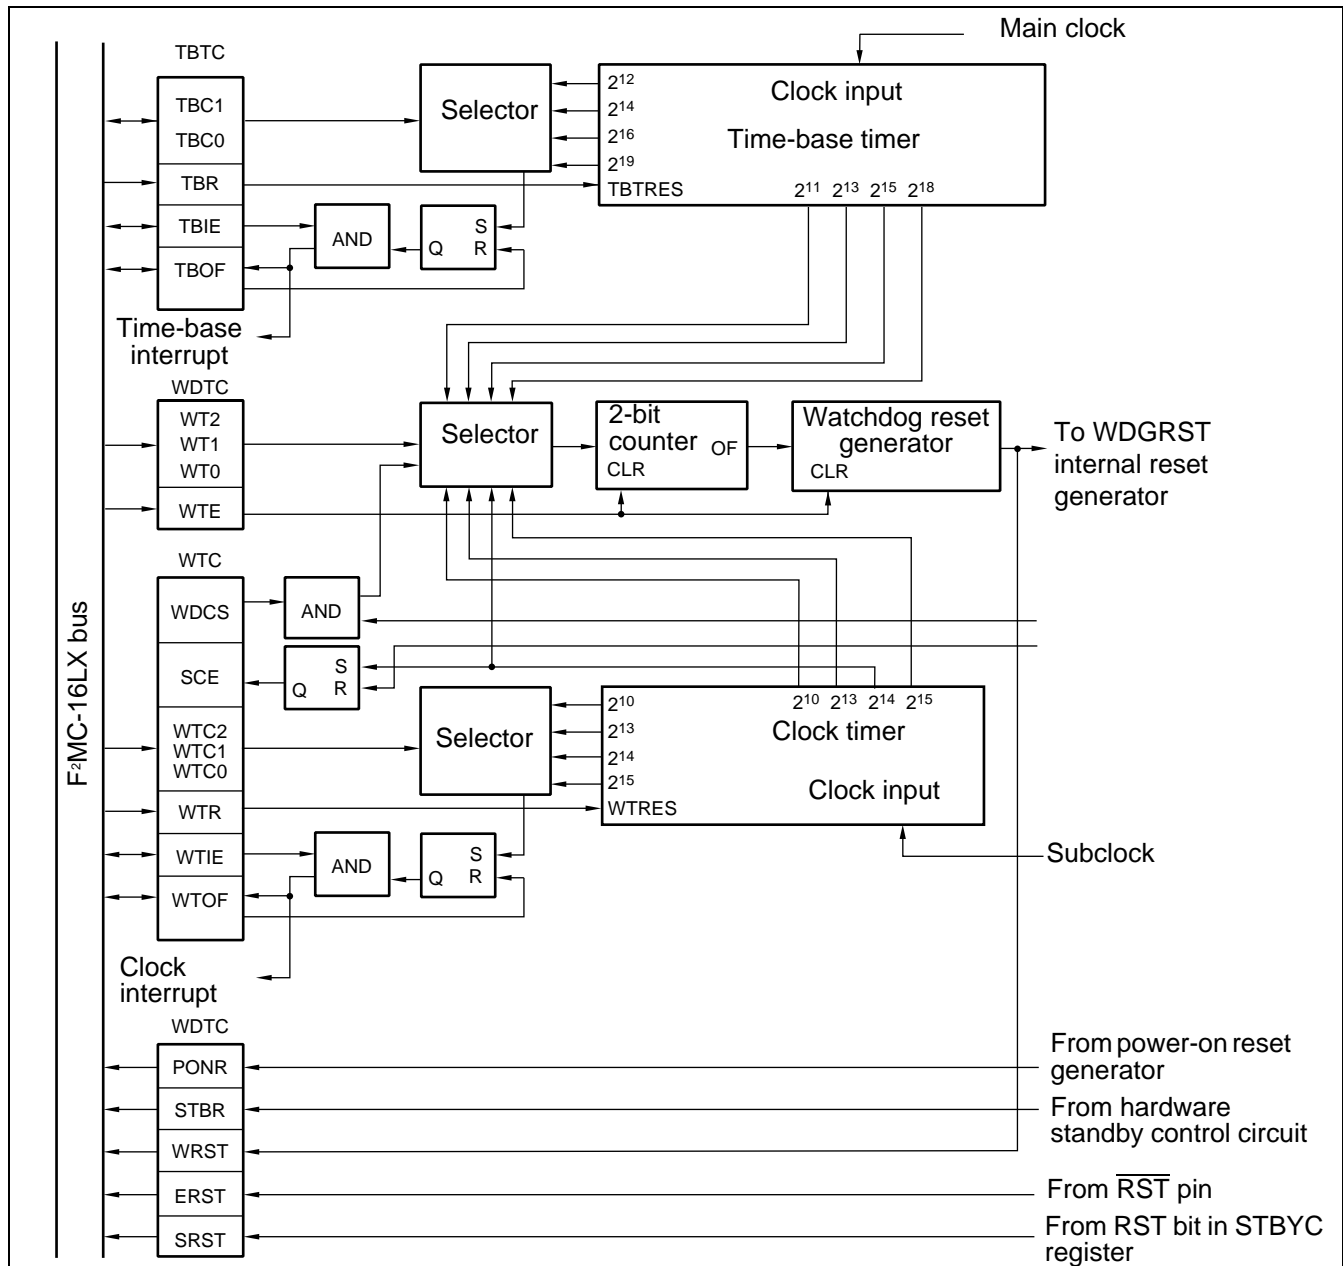 Main clock
TBTC
TBC1
TBC0
TBR
TBIE
TBOF
Selector
2¹²
2¹⁴
2¹⁶
2¹⁹
TBTRES
Clock input
Time-base timer
2¹¹ 2¹³ 2¹⁵ 2¹⁸
AND
S
Q R
Time-base
interrupt
WDTC
WT2
WT1
WT0
WTE
Selector
2-bit
counter
OF
CLR
Watchdog reset
generator
CLR
To WDGRST
internal reset
generator
F²MC-16LX bus
WTC
WDCS
SCE
WTC2
WTC1
WTC0
WTR
WTIE
WTOF
AND
S
Q R
Selector
2¹⁰
2¹³
2¹⁴
2¹⁵
WTRES
2¹⁰ 2¹³ 2¹⁴ 2¹⁵
Clock timer
Clock input
Subclock
AND
S
Q R
Clock
interrupt
WDTC
PONR
STBR
WRST
ERST
SRST
From power-on reset
generator
From hardware
standby control circuit
From R̅S̅T̅ pin
From RST bit in STBYC
register